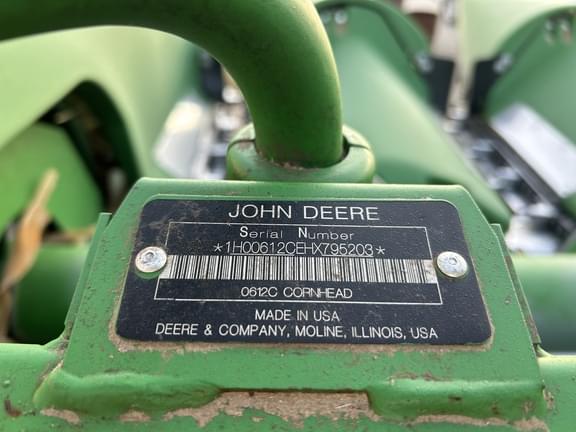 JOHN DEERE
Serial Number
*1H00612CEHX795203*
0612C CORNHEAD
MADE IN USA
DEERE & COMPANY, MOLINE, ILLINOIS, USA